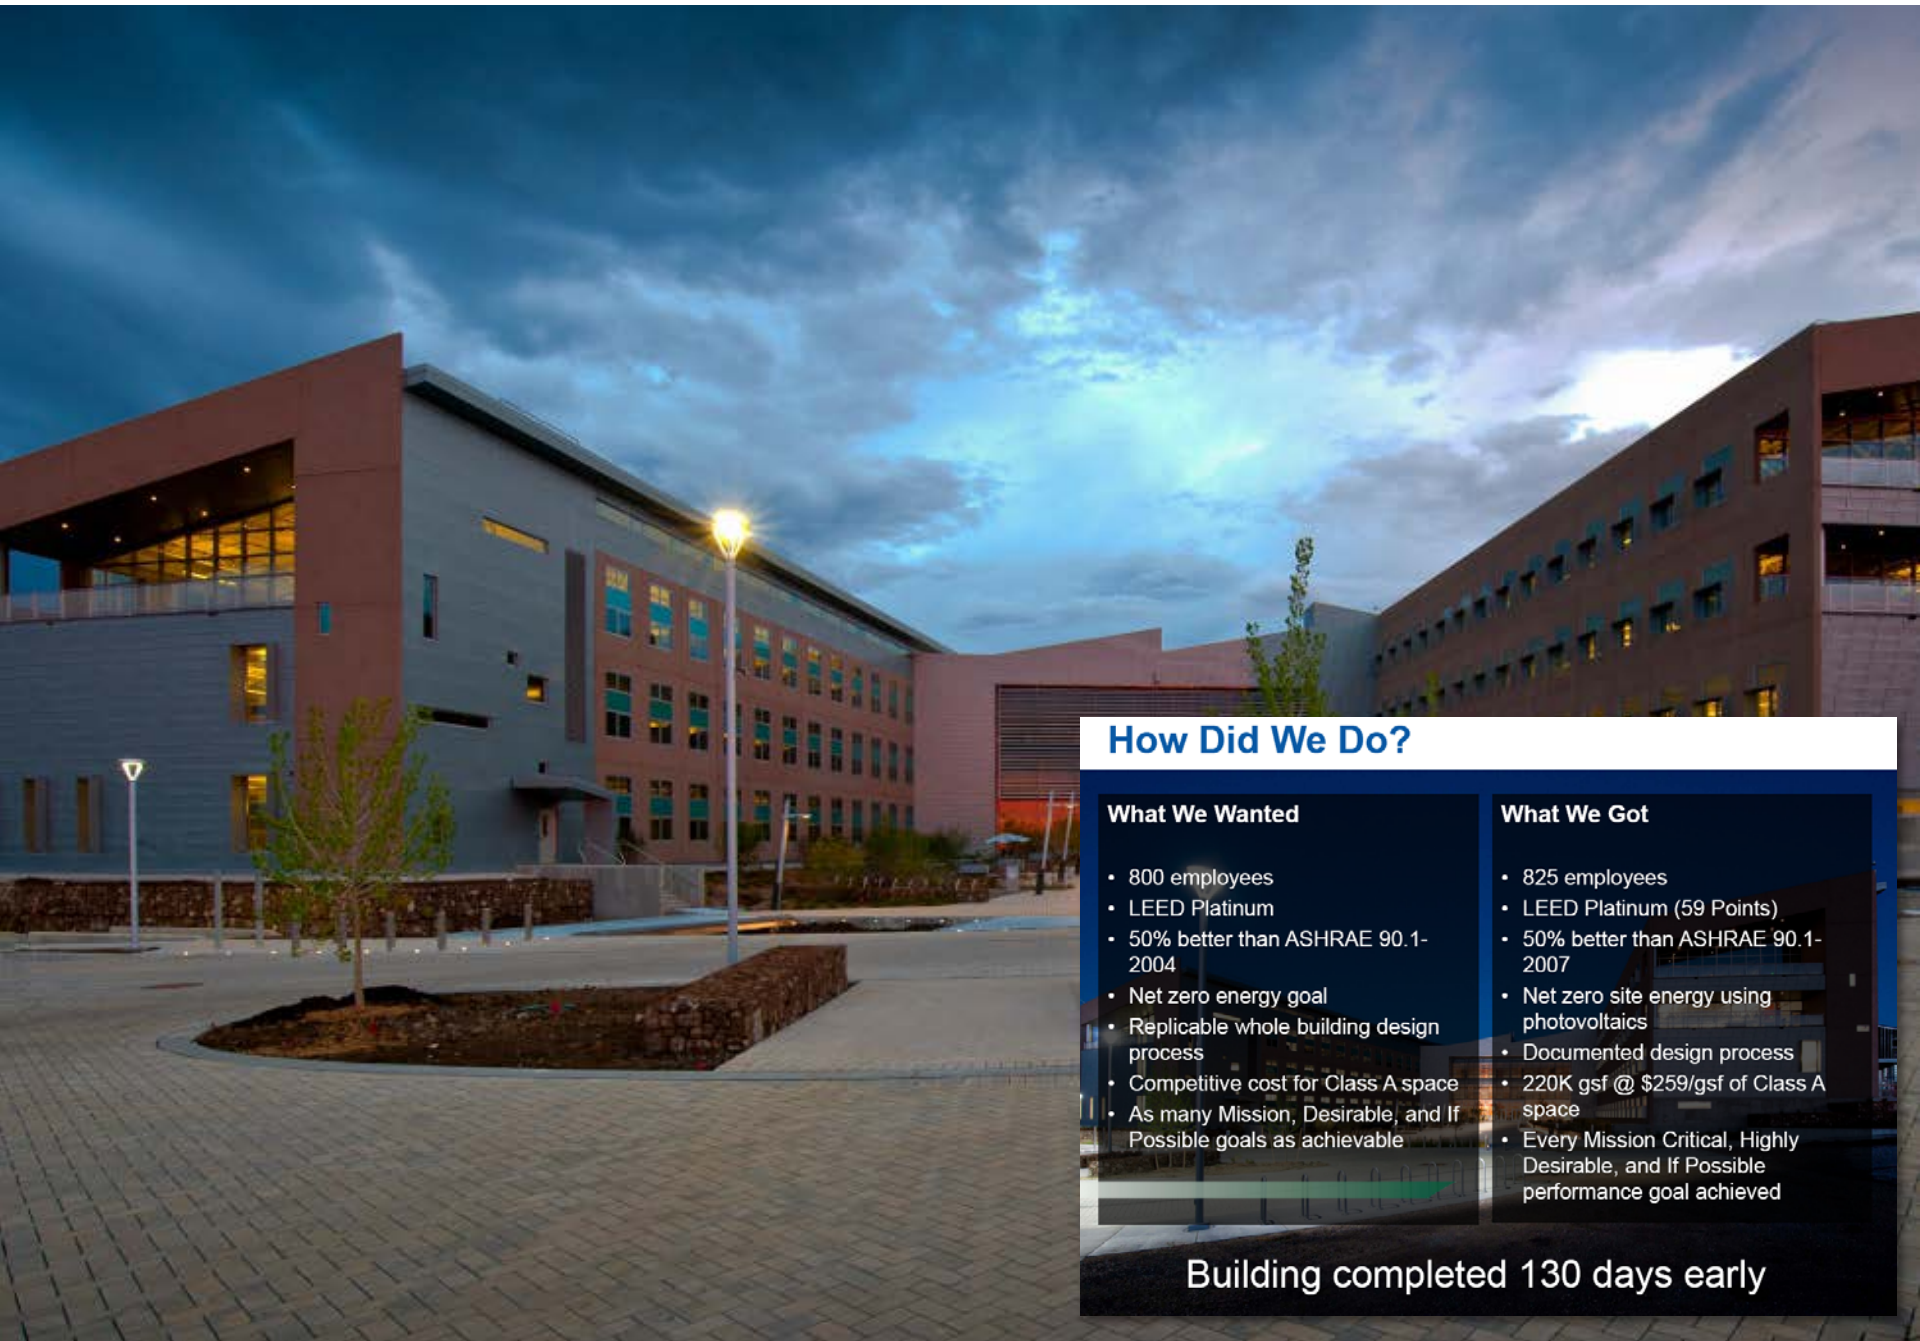 How Did We Do?
What We Wanted
• 800 employees
• LEED Platinum
• 50% better than ASHRAE 90.1-
2004
• Net zero energy goal
• Replicable whole building design
process
• Competitive cost for Class A space
• As many Mission, Desirable, and If
Possible goals as achievable
What We Got
• 825 employees
• LEED Platinum (59 Points)
• 50% better than ASHRAE 90.1-
2007
• Net zero site energy using
photovoltaics
• Documented design process
• 220K gsf @ $259/gsf of Class A
space
• Every Mission Critical, Highly
Desirable, and If Possible
performance goal achieved
Building completed 130 days early